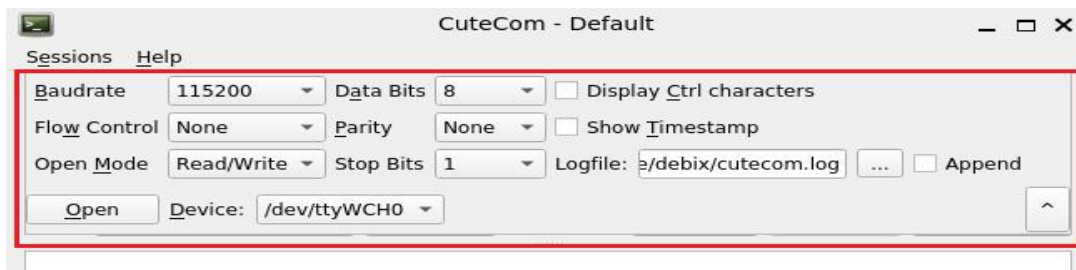 CuteCom - Default
Sessions Help
Baudrate 115200 Data Bits 8 Display Ctrl characters
Flow Control None Parity None Show Timestamp
Open Mode Read/Write Stop Bits 1 Logfile: e/debix/cutecom.log ... Append
Open Device: /dev/ttyWCH0